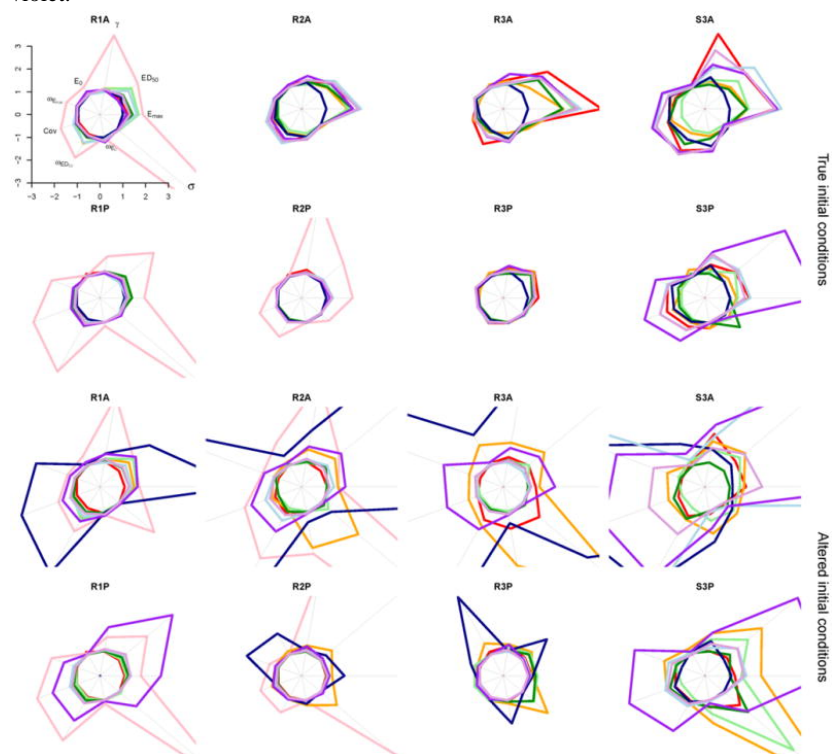 violet.
R1A R2A R3A S3A
γ
E₀ ED₅₀
Eₘₐₓ
Cov
σ
3
2
1
0
−1
−2
−3
−3 −2 −1 0 1 2 3
True initial conditions
R1P R2P R3P S3P
R1A R2A R3A S3A
Altered initial conditions
R1P R2P R3P S3P